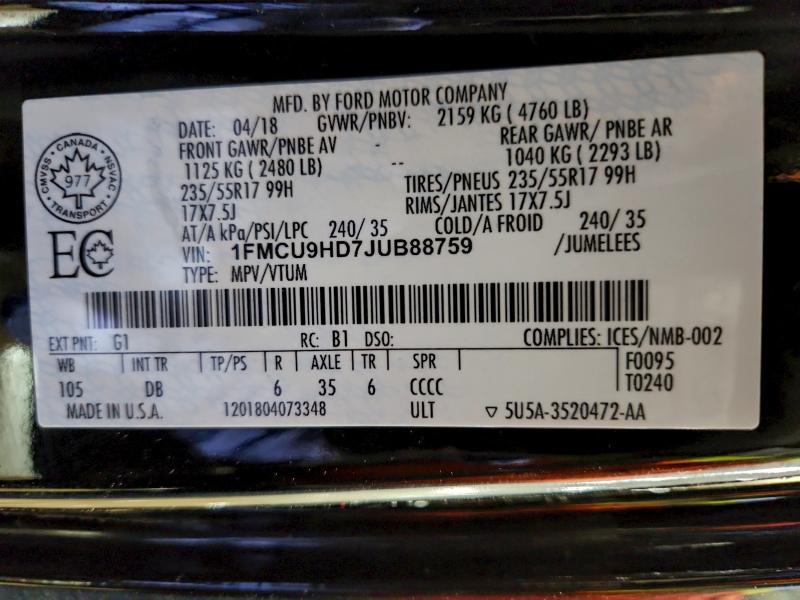 MFD. BY FORD MOTOR COMPANY
DATE: 04/18 GVWR/PNBV: 2159 KG ( 4760 LB)
FRONT GAWR/PNBE AV - REAR GAWR/ PNBE AR
1125 KG ( 2480 LB) -- 1040 KG ( 2293 LB)
235/55R17 99H TIRES/PNEUS 235/55R17 99H
17X7.5J RIMS/JANTES 17X7.5J
AT/A kPa/PSI/LPC 240/ 35 COLD/A FROID 240/ 35
VIN: 1FMCU9HD7JUB88759 /JUMELEES
TYPE: MPV/VTUM
CANADA
CMVSS 977 NSVAC
TRANSPORT
EC
EXT PNT: G1 RC: B1 DSO: COMPLIES: ICES/NMB-002
WB INT TR TP/PS R AXLE TR SPR F0095
105 DB 6 35 6 CCCC T0240
MADE IN U.S.A. 1201804073348 ULT ▽ 5U5A-3520472-AA